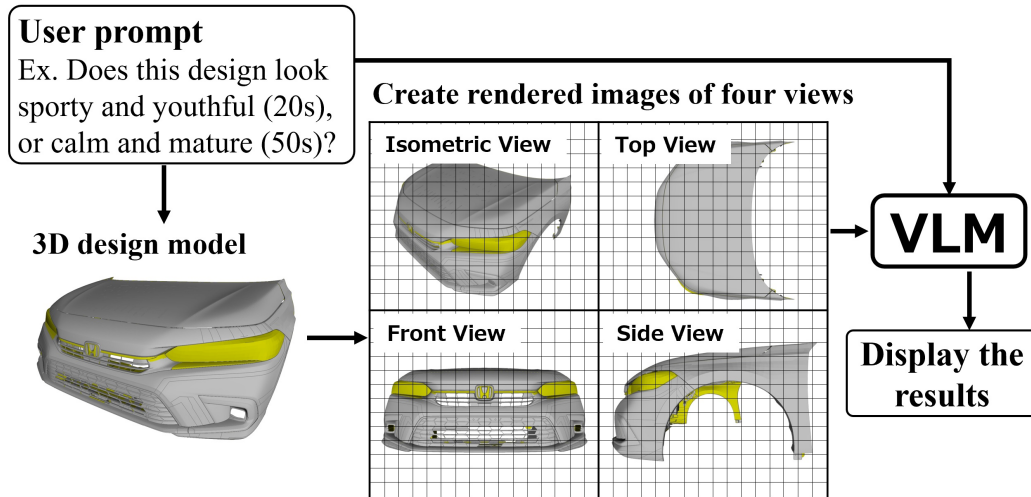 User prompt
Ex. Does this design look
sporty and youthful (20s),
or calm and mature (50s)?
3D design model
Create rendered images of four views
Isometric View
Top View
Front View
Side View
VLM
Display the
results